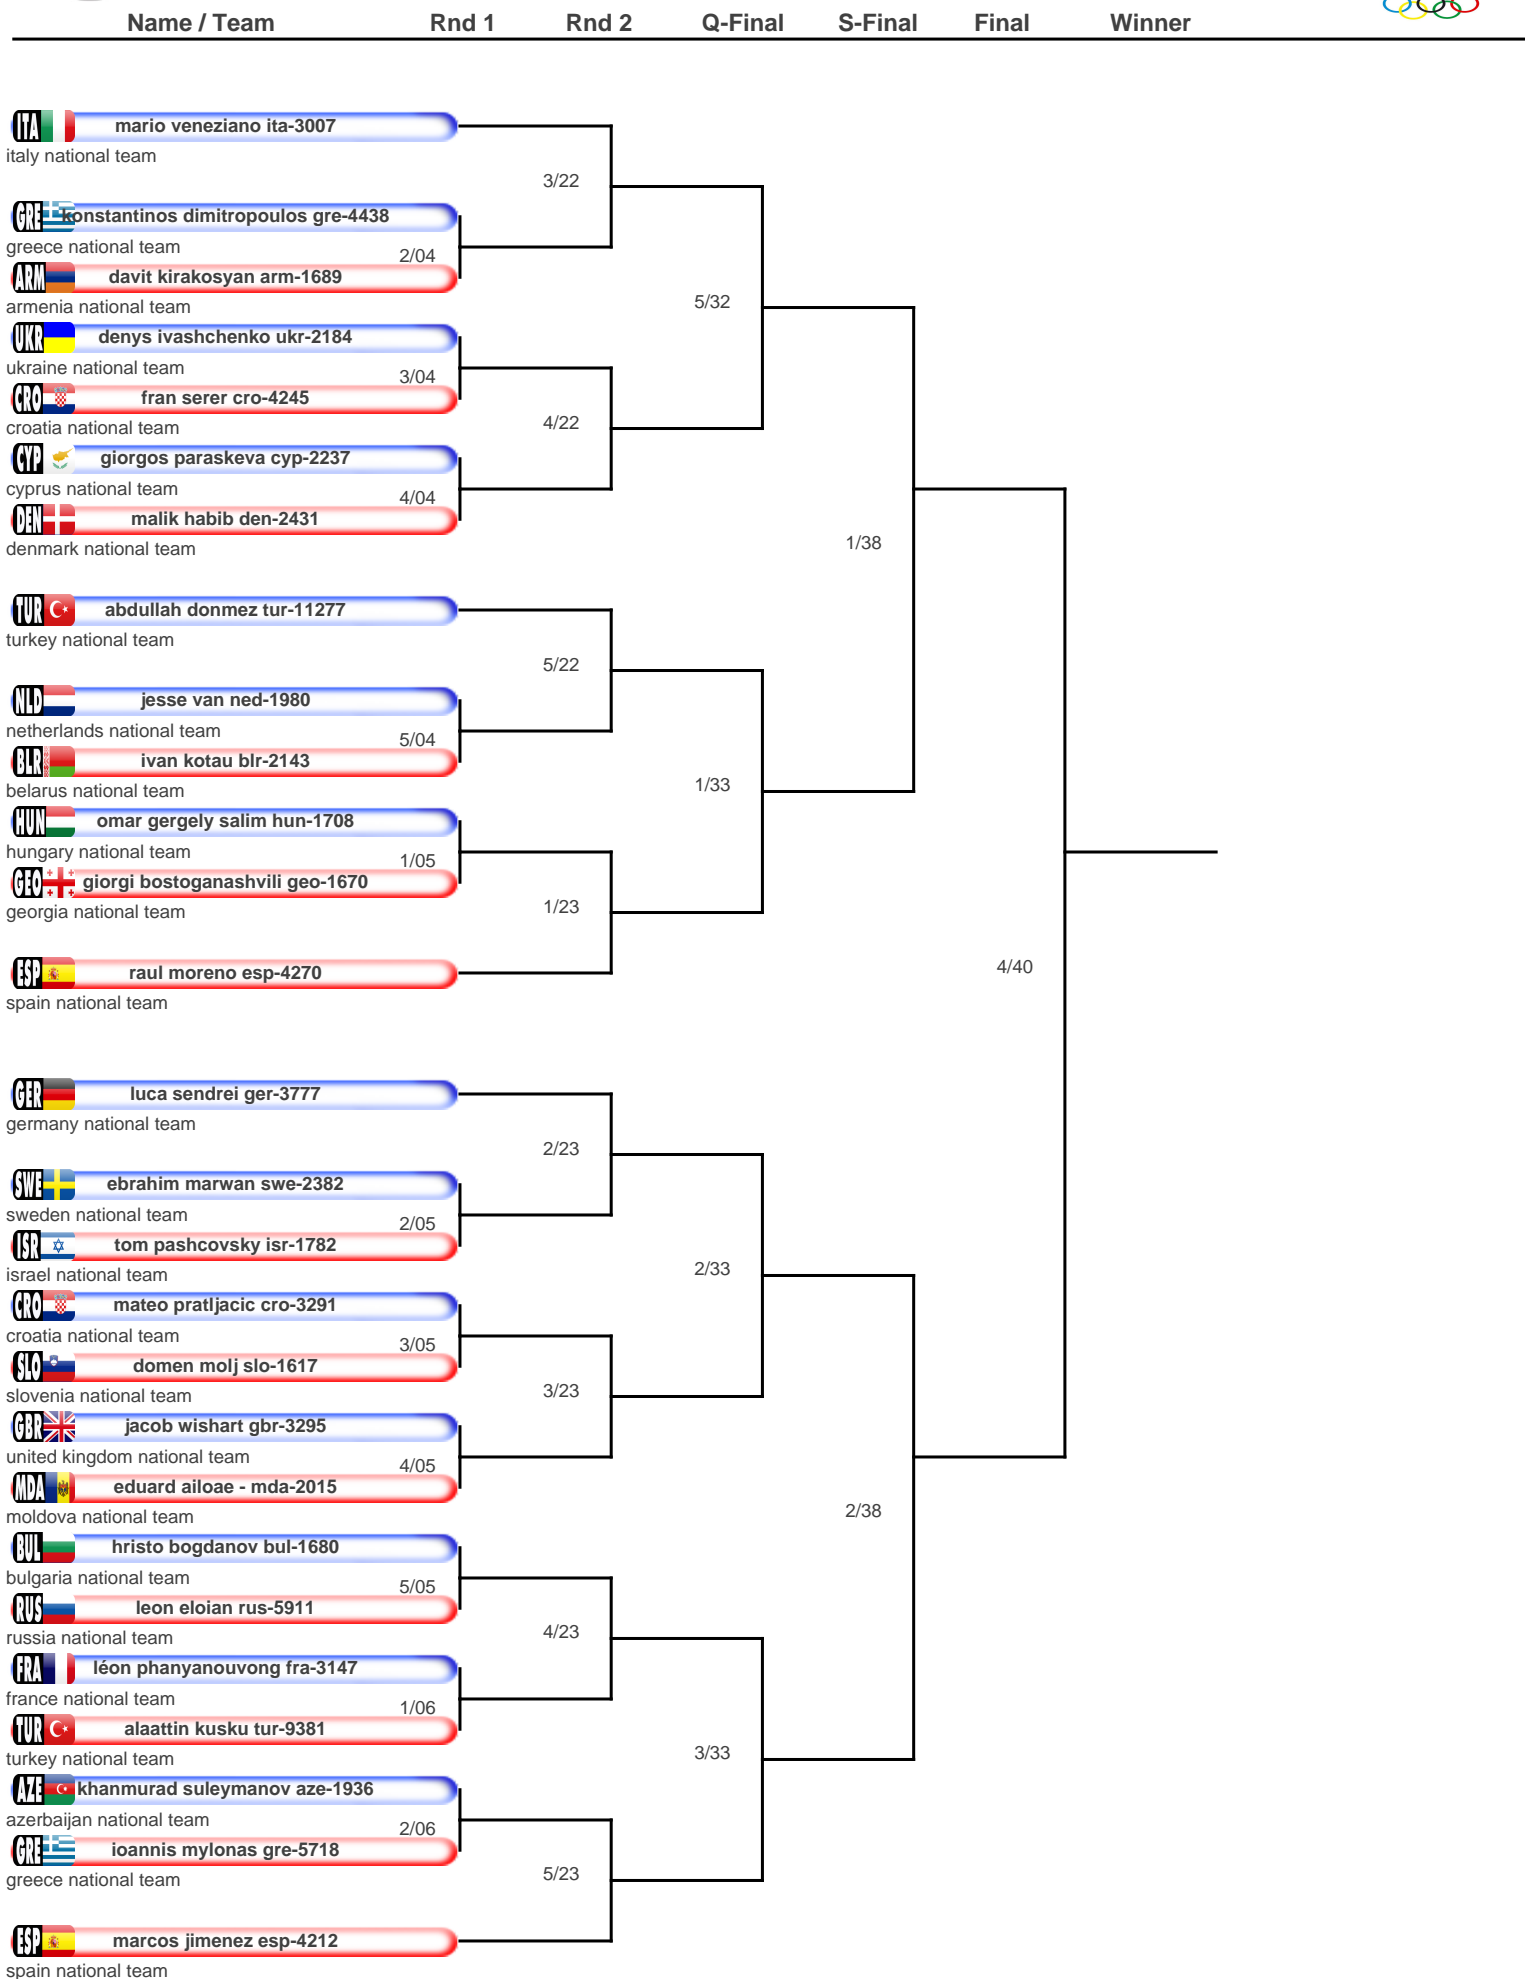 Name / Team Rnd 1 Rnd 2 Q-Final S-Final Final Winner
ITA mario veneziano ita-3007
italy national team
3/22
GRE konstantinos dimitropoulos gre-4438
greece national team
2/04
ARM davit kirakosyan arm-1689
armenia national team
5/32
UKR denys ivashchenko ukr-2184
ukraine national team
3/04
CRO fran serer cro-4245
croatia national team
4/22
CYP giorgos paraskeva cyp-2237
cyprus national team
4/04
DEN malik habib den-2431
denmark national team
1/38
TUR abdullah donmez tur-11277
turkey national team
5/22
NLD jesse van ned-1980
netherlands national team
5/04
BLR ivan kotau blr-2143
belarus national team
1/33
HUN omar gergely salim hun-1708
hungary national team
1/05
GEO giorgi bostoganashvili geo-1670
georgia national team
1/23
ESP raul moreno esp-4270
spain national team
4/40
GER luca sendrei ger-3777
germany national team
2/23
SWE ebrahim marwan swe-2382
sweden national team
2/05
ISR tom pashcovsky isr-1782
israel national team
2/33
CRO mateo pratljacic cro-3291
croatia national team
3/05
SLO domen molj slo-1617
slovenia national team
3/23
GBR jacob wishart gbr-3295
united kingdom national team
4/05
MDA eduard ailoae - mda-2015
moldova national team
2/38
BUL hristo bogdanov bul-1680
bulgaria national team
5/05
RUS leon eloian rus-5911
russia national team
4/23
FRA léon phanyanouvong fra-3147
france national team
1/06
TUR alaattin kusku tur-9381
turkey national team
3/33
AZE khanmurad suleymanov aze-1936
azerbaijan national team
2/06
GRE ioannis mylonas gre-5718
greece national team
5/23
ESP marcos jimenez esp-4212
spain national team